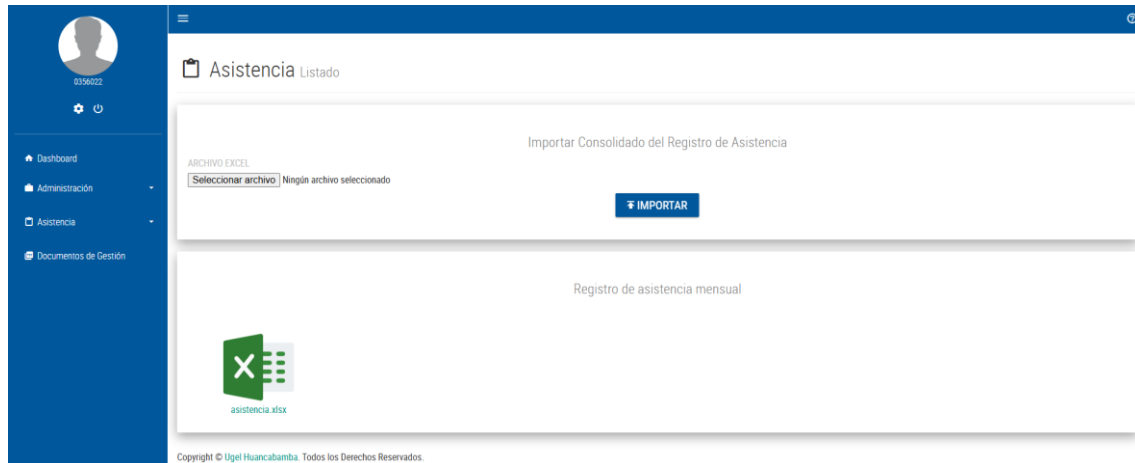 0356022
Dashboard
Administración
Asistencia
Documentos de Gestión
Asistencia Listado
Importar Consolidado del Registro de Asistencia
ARCHIVO EXCEL
Seleccionar archivo Ningún archivo seleccionado
IMPORTAR
Registro de asistencia mensual
X
asistencia.xlsx
Copyright © Ugel Huancabamba. Todos los Derechos Reservados.